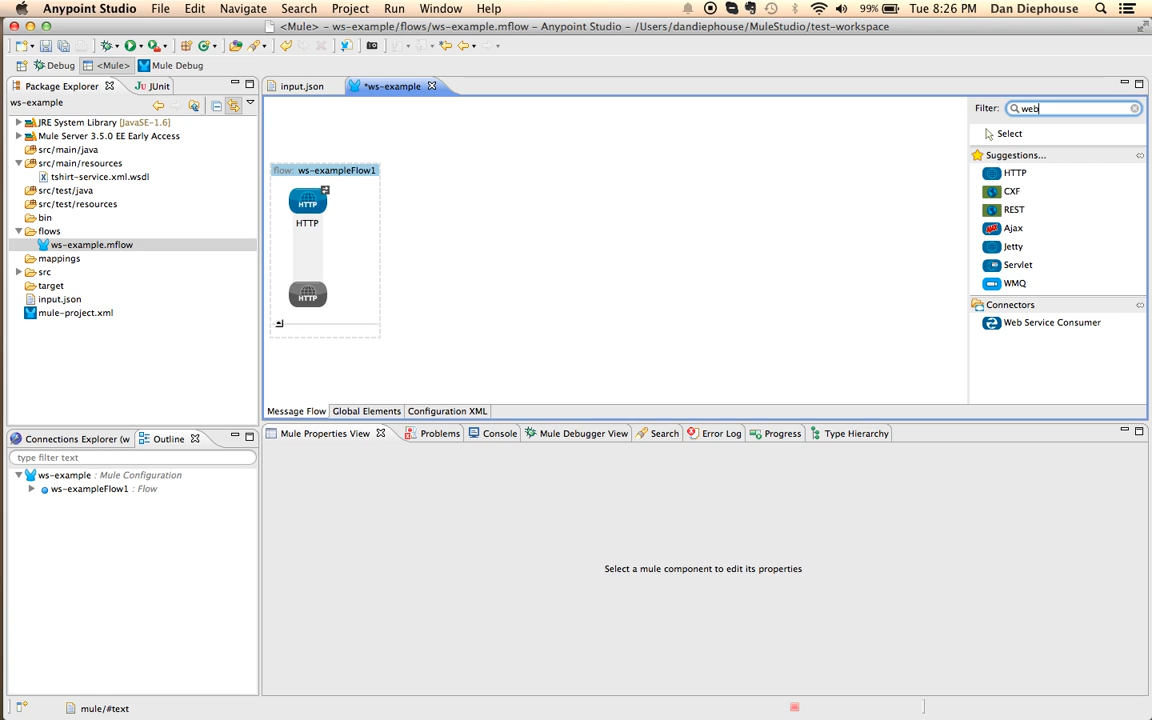 Anypoint Studio File Edit Navigate Search Project Run Window Help 99% Tue 8:26 PM Dan Diephouse
<Mule> – ws-example/flows/ws-example.mflow – Anypoint Studio – /Users/dandiephouse/MuleStudio/test-workspace
Debug <Mule> Mule Debug
Package Explorer JUnit
ws-example
JRE System Library [JavaSE-1.6]
Mule Server 3.5.0 EE Early Access
src/main/java
src/main/resources
tshirt-service.xml.wsdl
src/test/java
src/test/resources
bin
flows
ws-example.mflow
mappings
src
target
input.json
mule-project.xml
input.json *ws-example
flow: ws-exampleFlow1
HTTP
HTTP
HTTP
Message Flow Global Elements Configuration XML
Filter: web
Select
Suggestions...
HTTP
CXF
REST
Ajax
Jetty
Servlet
WMQ
Connectors
Web Service Consumer
Connections Explorer (w Outline
type filter text
ws-example : Mule Configuration
ws-exampleFlow1 : Flow
Mule Properties View Problems Console Mule Debugger View Search Error Log Progress Type Hierarchy
Select a mule component to edit its properties
mule/#text